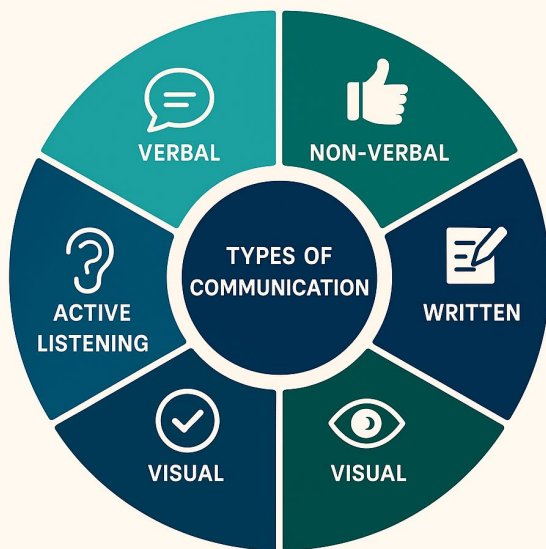 VERBAL
NON-VERBAL
TYPES OF
COMMUNICATION
ACTIVE
LISTENING
WRITTEN
VISUAL
VISUAL